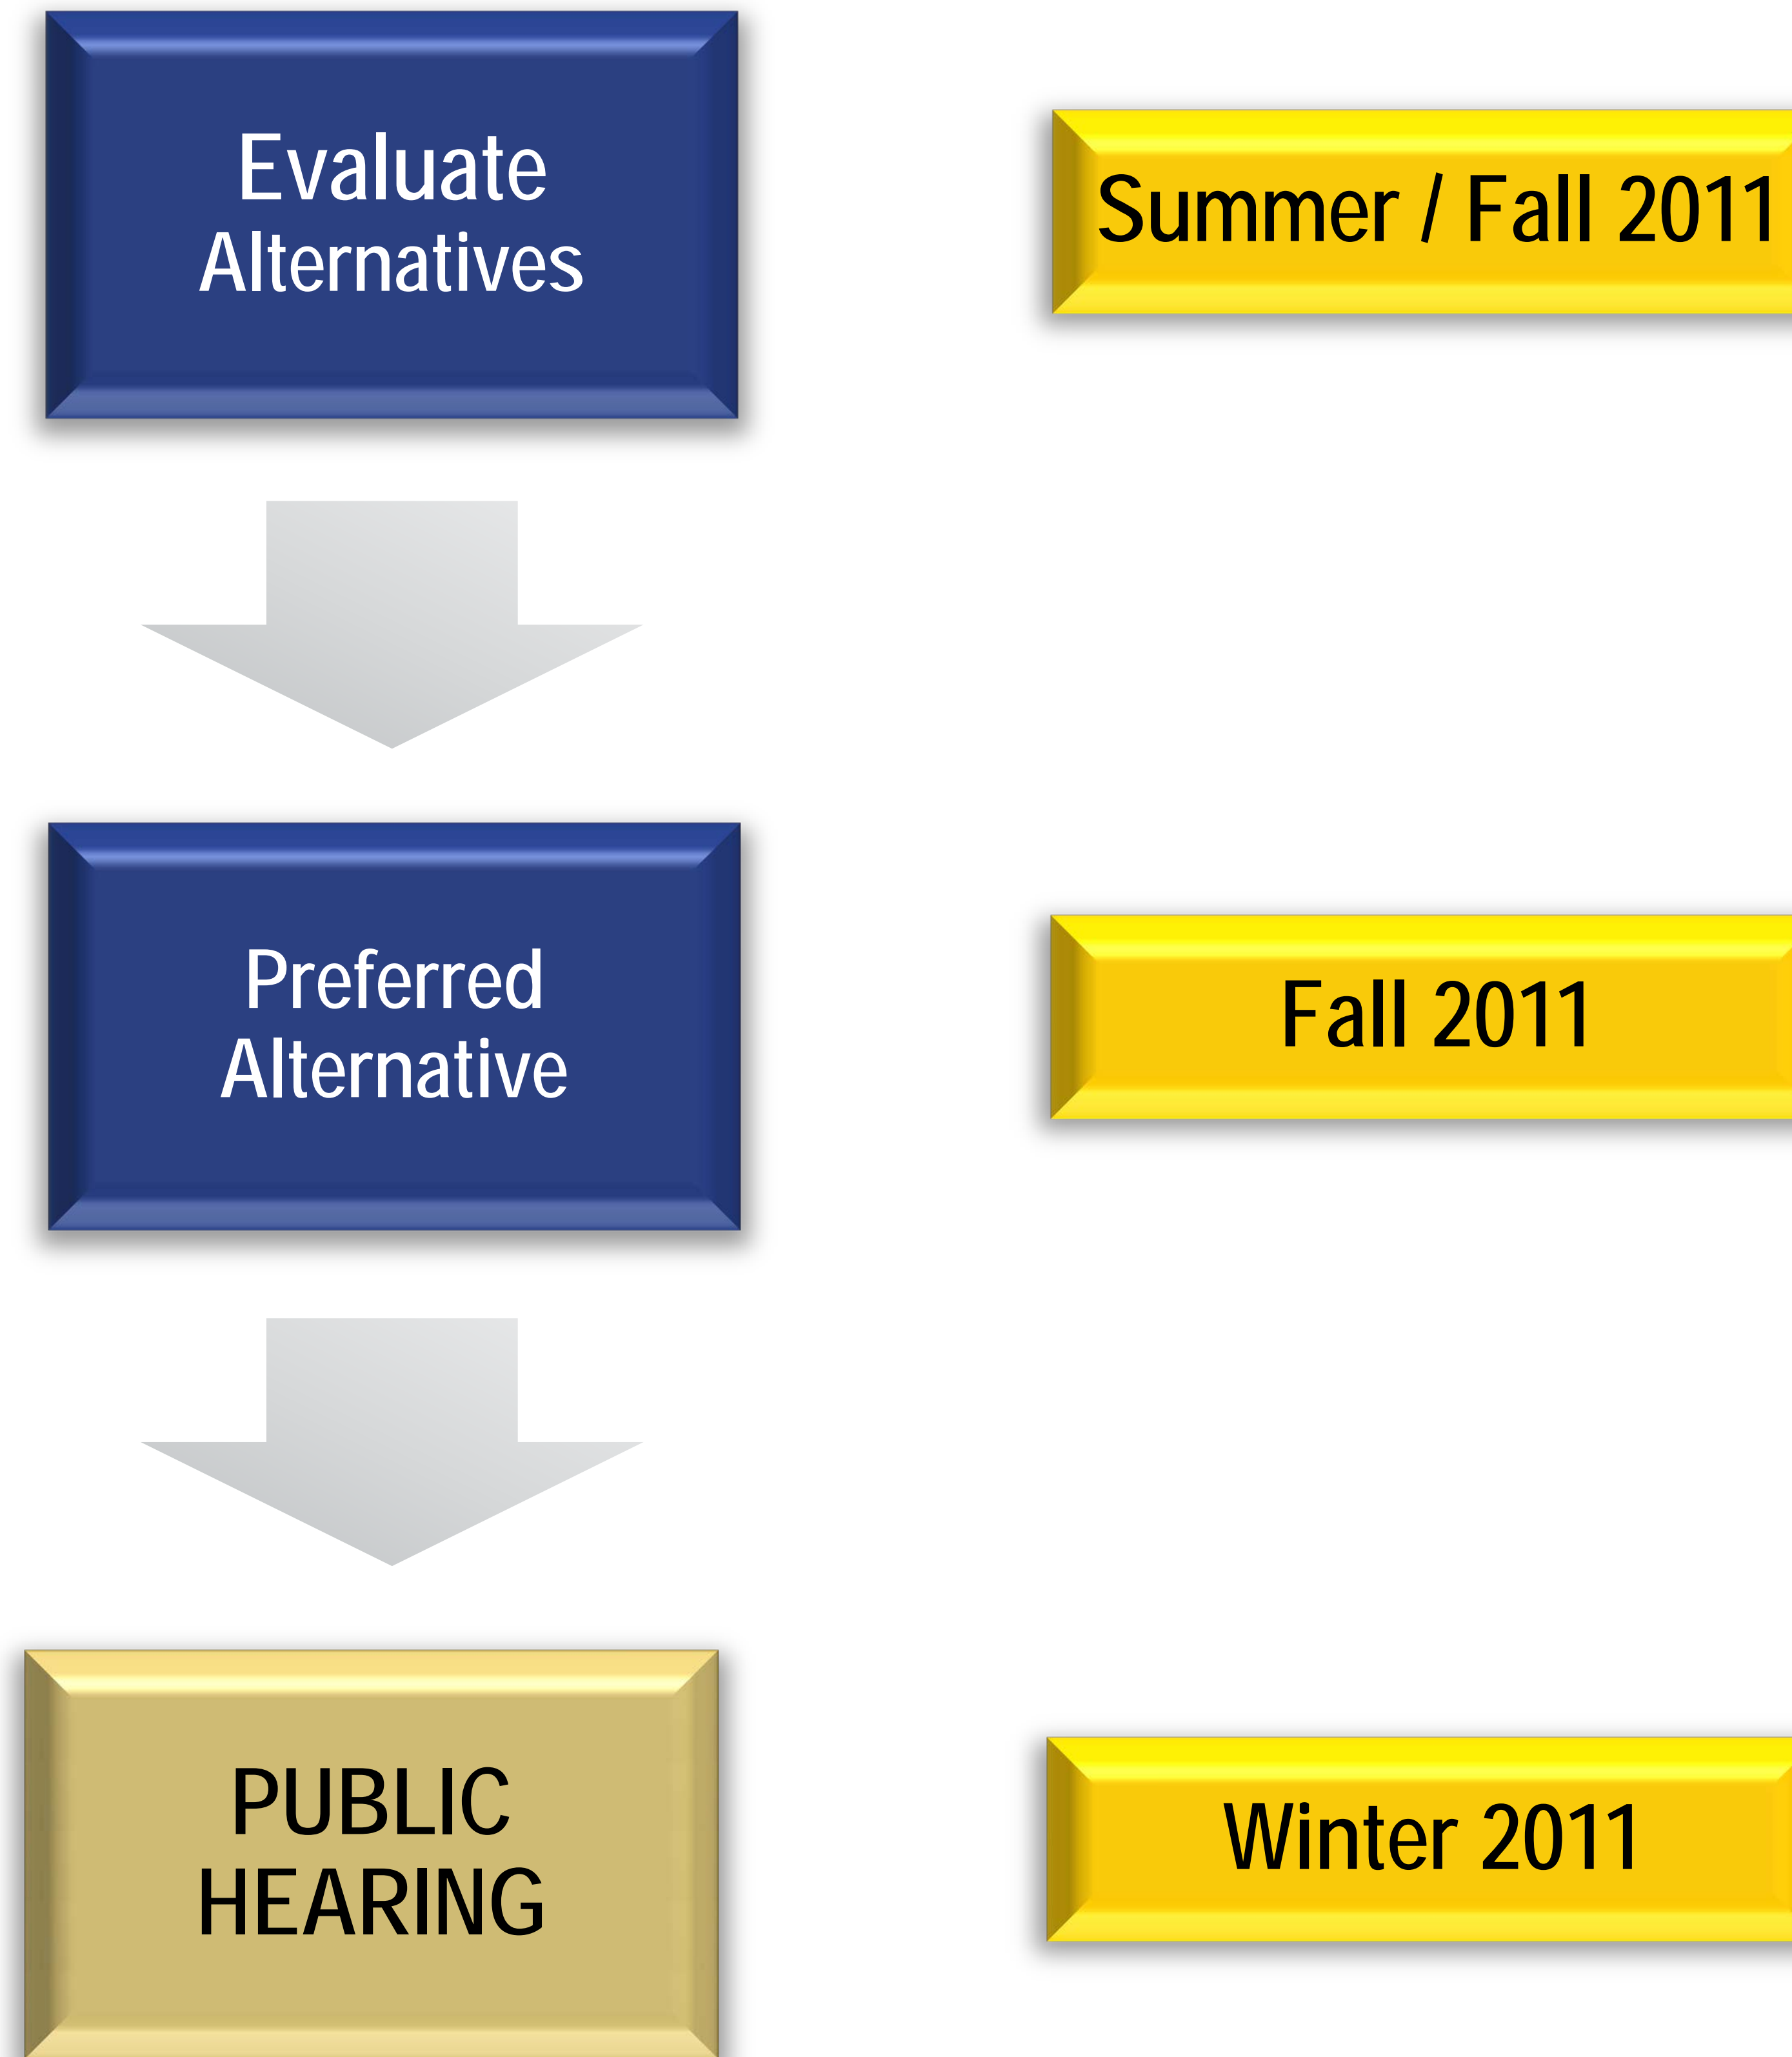 Evaluate
Alternatives
Summer / Fall 2011
Preferred
Alternative
Fall 2011
PUBLIC
HEARING
Winter 2011